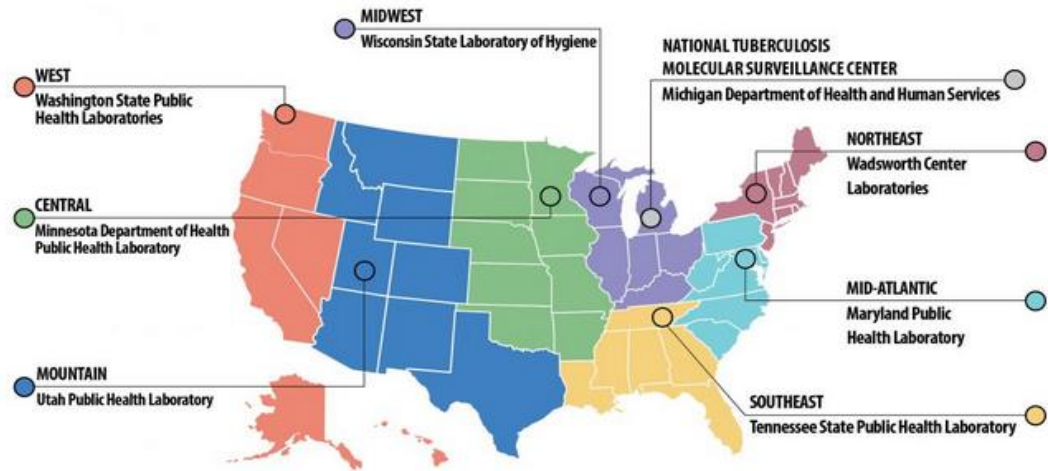 MIDWEST
Wisconsin State Laboratory of Hygiene
NATIONAL TUBERCULOSIS
MOLECULAR SURVEILLANCE CENTER
Michigan Department of Health and Human Services
WEST
Washington State Public
Health Laboratories
NORTHEAST
Wadsworth Center
Laboratories
CENTRAL
Minnesota Department of Health
Public Health Laboratory
MID-ATLANTIC
Maryland Public
Health Laboratory
MOUNTAIN
Utah Public Health Laboratory
SOUTHEAST
Tennessee State Public Health Laboratory